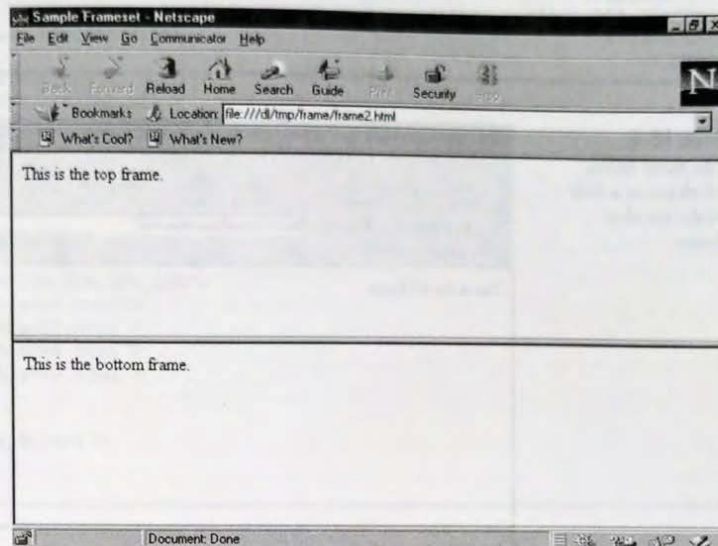 Sample Frameset - Netscape
File Edit View Go Communicator Help
Back Forward Reload Home Search Guide Print Security Stop
N
Bookmarks Location: file:///d/tmp/frame/frame2.html
What's Cool? What's New?
This is the top frame.
This is the bottom frame.
Document: Done